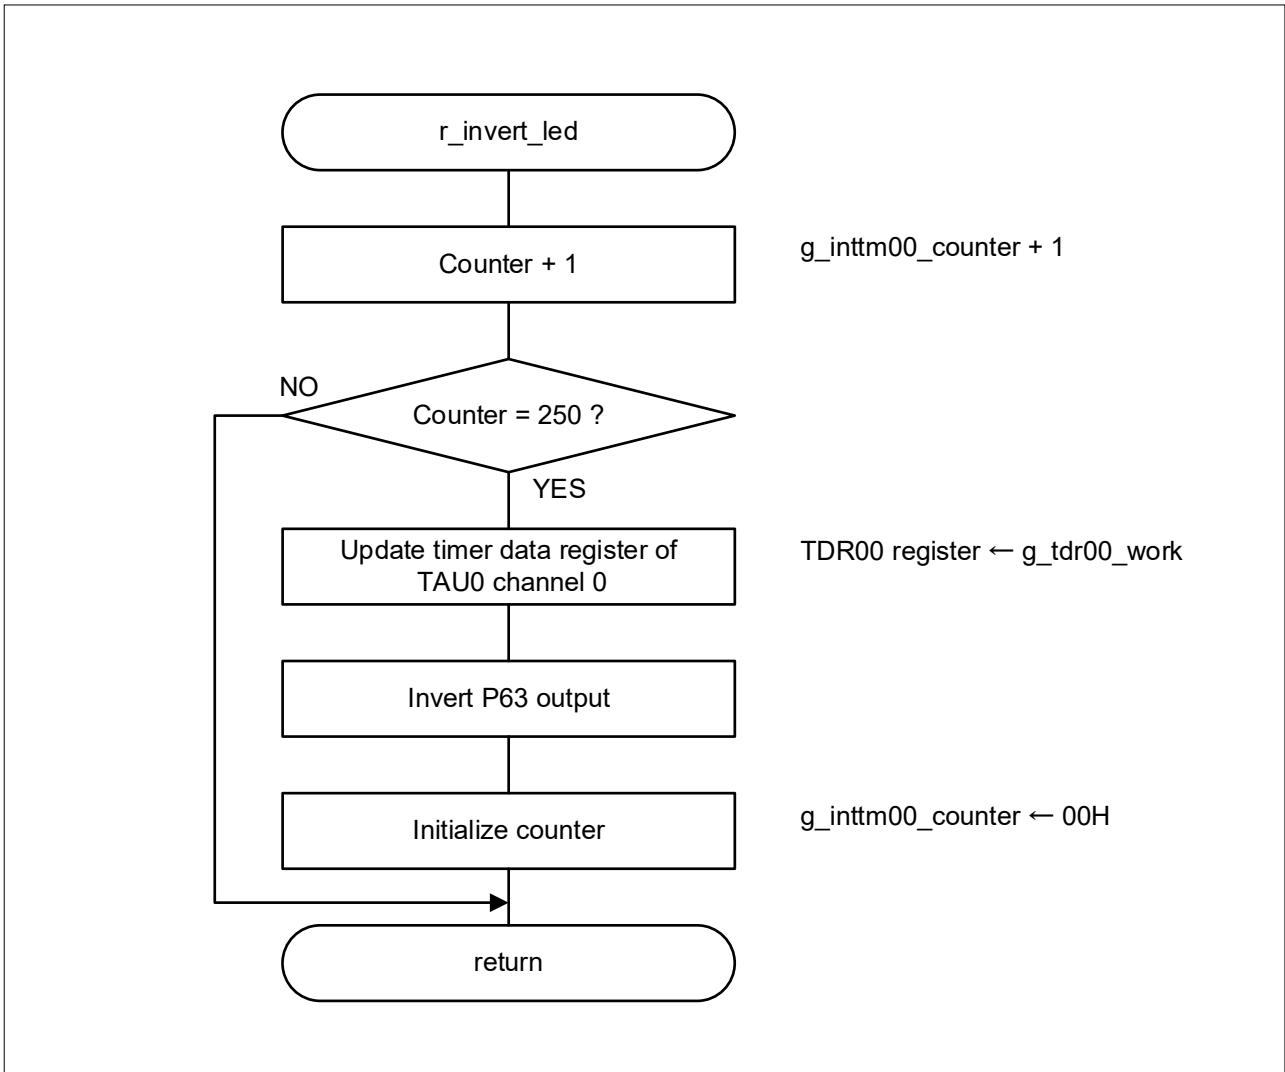 r_invert_led
Counter + 1
g_inttm00_counter + 1
NO
Counter = 250 ?
YES
Update timer data register of
TAU0 channel 0
TDR00 register ← g_tdr00_work
Invert P63 output
Initialize counter
g_inttm00_counter ← 00H
return